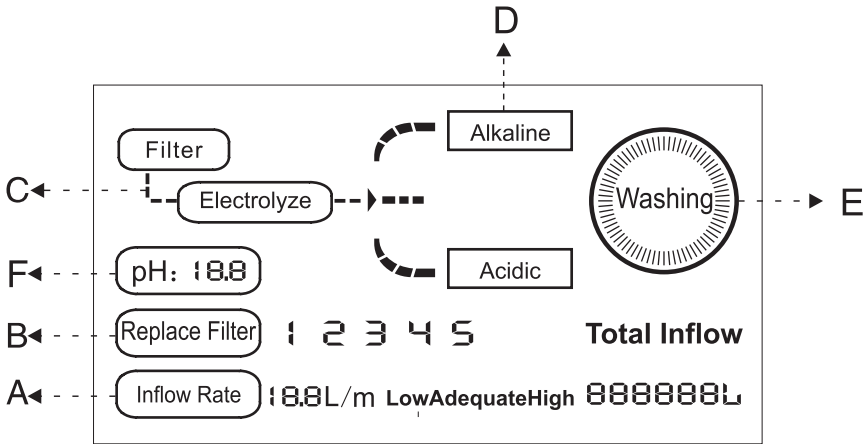 D
Alkaline
Filter
C
Electrolyze
Washing
E
F
pH: 18.8
Acidic
B
Replace Filter
1 2 3 4 5
Total Inflow
A
Inflow Rate
18.8L/m
LowAdequateHigh
888888L